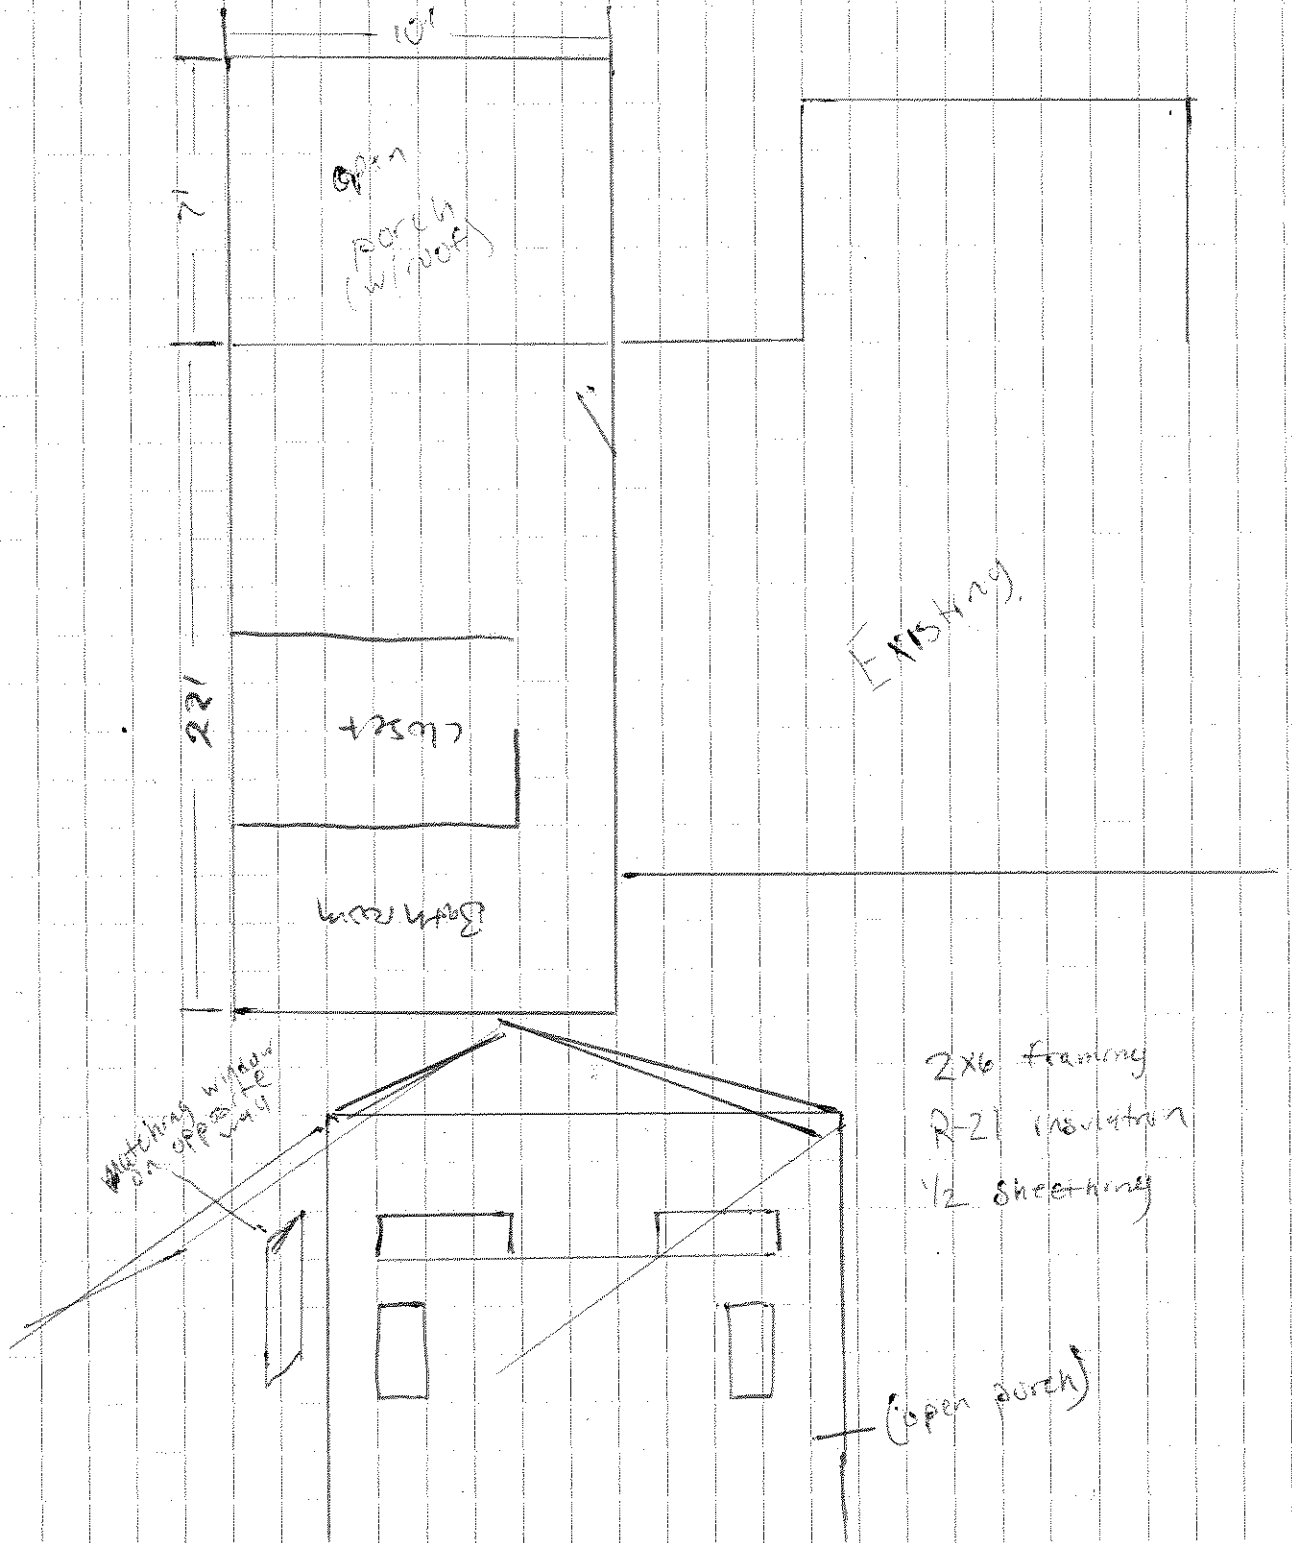 10'
7'
open
porch
(w/roof)
22'
closet
Bathroom
Existing.
matching window
on opposite
wall
2x6 framing
R-21 insulation
1/2 sheething
(open porch)